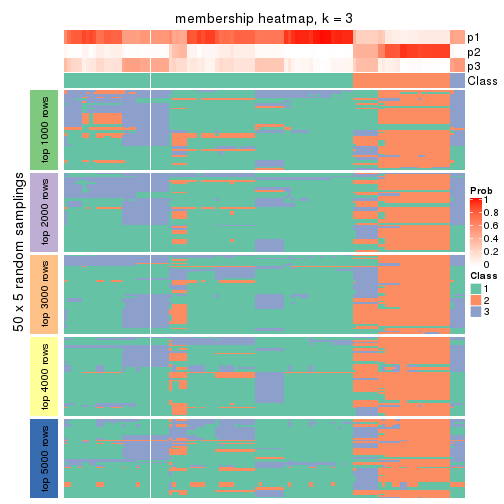 membership heatmap, k = 3
p1
p2
p3
Class
50 x 5 random samplings
top 1000 rows
top 2000 rows
top 3000 rows
top 4000 rows
top 5000 rows
Prob
1
0.8
0.6
0.4
0.2
0
Class
1
2
3